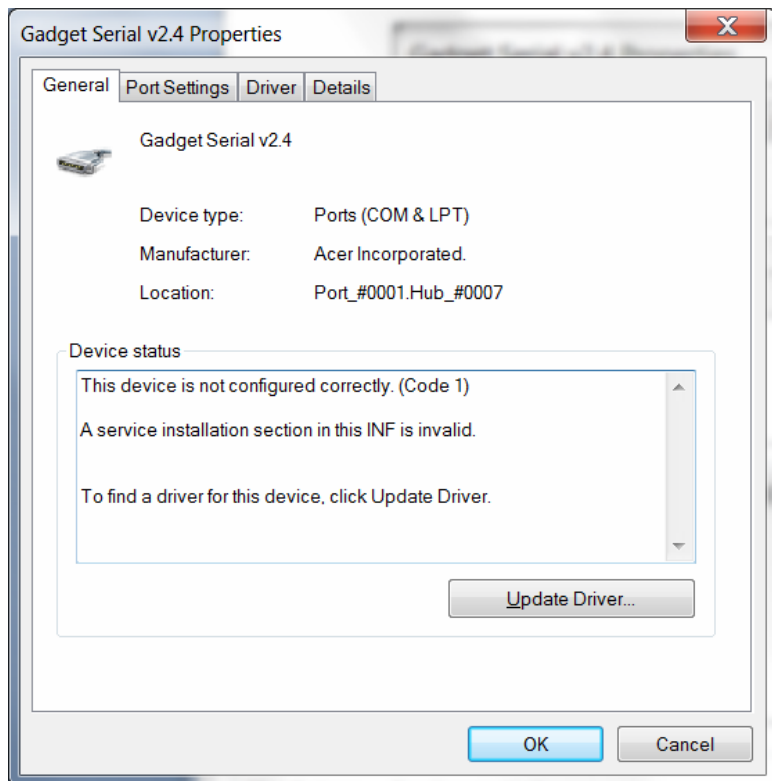 Gadget Serial v2.4 Properties
General Port Settings Driver Details
Gadget Serial v2.4
Device type: Ports (COM & LPT)
Manufacturer: Acer Incorporated.
Location: Port_#0001.Hub_#0007
Device status
This device is not configured correctly. (Code 1)
A service installation section in this INF is invalid.
To find a driver for this device, click Update Driver.
Update Driver...
OK Cancel